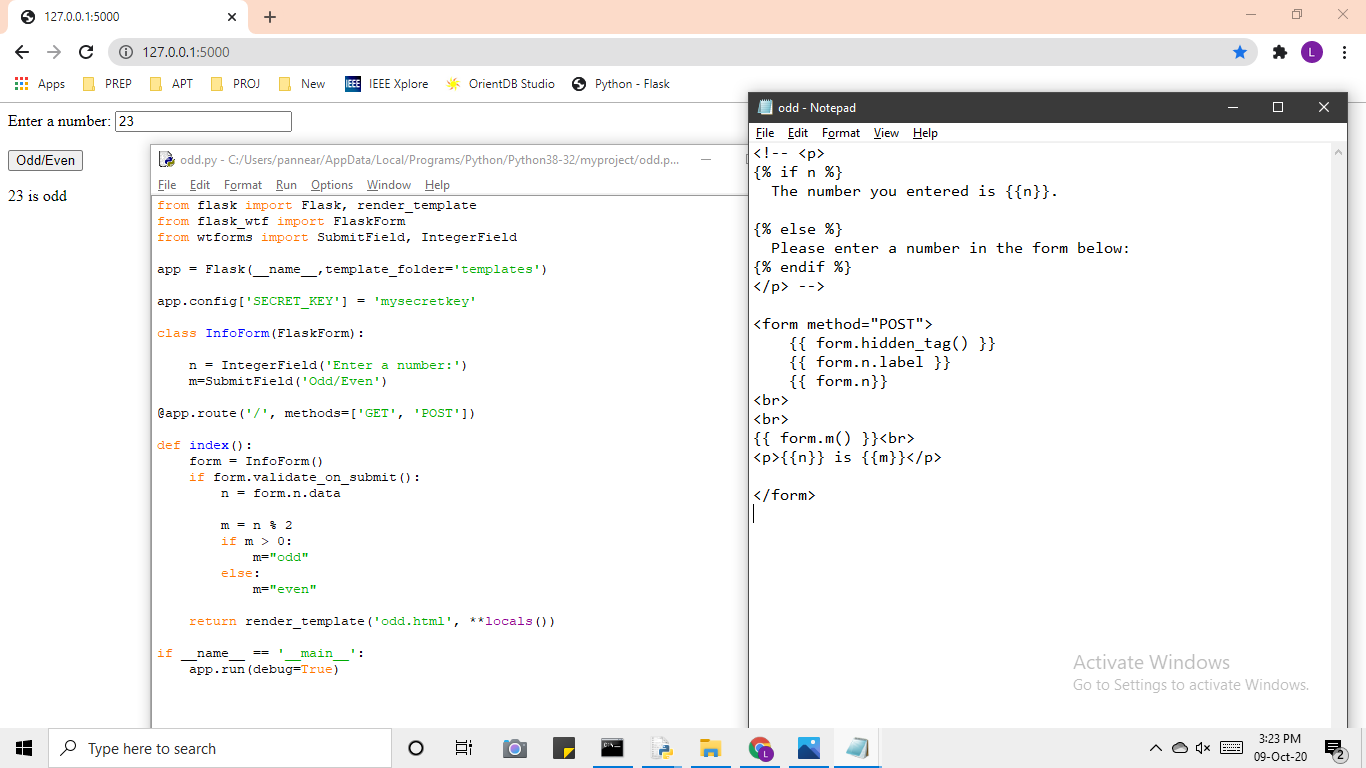 127.0.0.1:5000
127.0.0.1:5000
L
Apps PREP APT PROJ New IEEE IEEE Xplore OrientDB Studio Python - Flask
Enter a number: 23
Odd/Even
23 is odd
odd.py - C:/Users/pannear/AppData/Local/Programs/Python/Python38-32/myproject/odd.p...
File Edit Format Run Options Window Help
from flask import Flask, render_template
from flask_wtf import FlaskForm
from wtforms import SubmitField, IntegerField
app = Flask(__name__,template_folder='templates')
app.config['SECRET_KEY'] = 'mysecretkey'
class InfoForm(FlaskForm):
    n = IntegerField('Enter a number:')
    m=SubmitField('Odd/Even')
@app.route('/', methods=['GET', 'POST'])
def index():
    form = InfoForm()
    if form.validate_on_submit():
        n = form.n.data
        m = n % 2
        if m > 0:
            m="odd"
        else:
            m="even"
    return render_template('odd.html', **locals())
if __name__ == '__main__':
    app.run(debug=True)
odd - Notepad
File Edit Format View Help
<!-- <p>
{% if n %}
  The number you entered is {{n}}.
{% else %}
  Please enter a number in the form below:
{% endif %}
</p> -->
<form method="POST">
    {{ form.hidden_tag() }}
    {{ form.n.label }}
    {{ form.n}}
<br>
<br>
{{ form.m() }}<br>
<p>{{n}} is {{m}}</p>
</form>
Activate Windows
Go to Settings to activate Windows.
Type here to search
L
3:23 PM
09-Oct-20
2